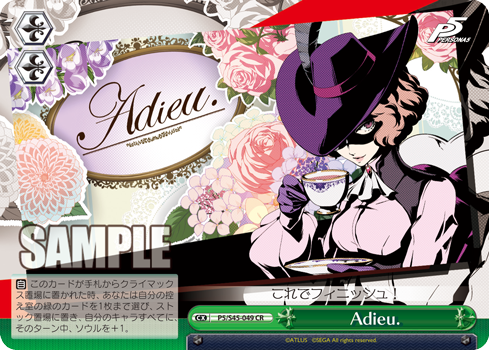 P5
PERSONA5
Adieu.
SAMPLE
このカードが手札からクライマックス
置場に置かれた時、あなたは自分の控
え室の緑のカードを1枚まで選び、スト
ック置場に置き、自分のキャラすべてに、
そのターン中、ソウルを+1。
これでフィニッシュ!
CX P5/S45-049 CR
Adieu.
©ATLUS ©SEGA All rights reserved.